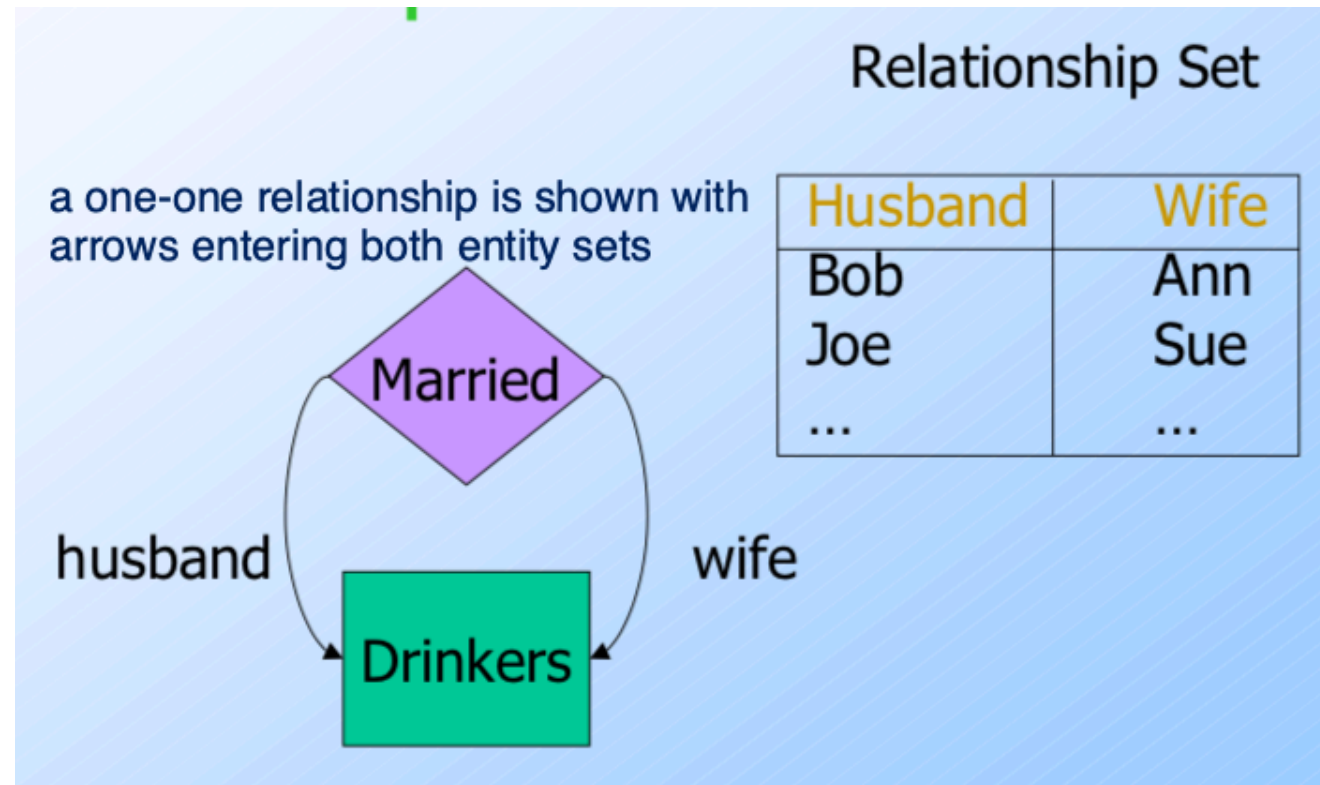 Relationship Set
a one-one relationship is shown with
arrows entering both entity sets
Husband Wife
Bob Ann
Joe Sue
... ...
Married
husband
wife
Drinkers